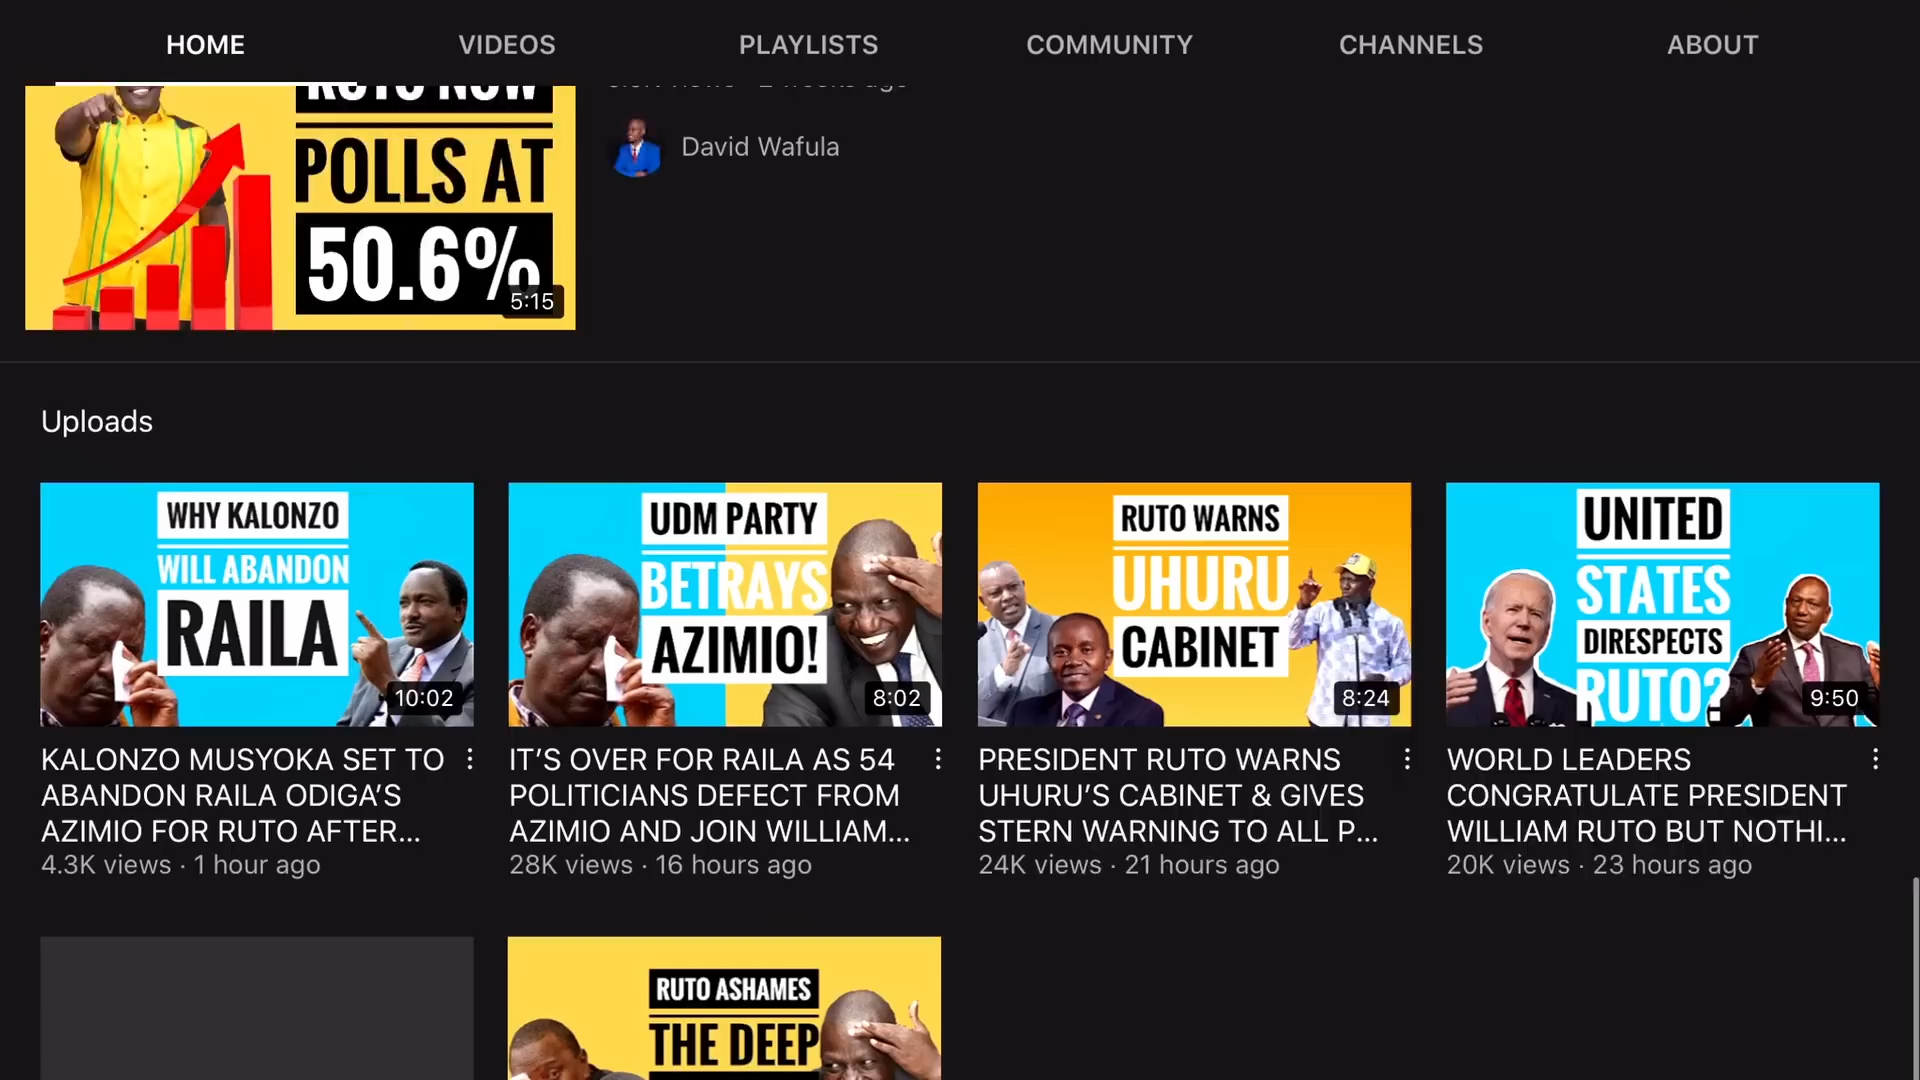 HOME
VIDEOS
PLAYLISTS
COMMUNITY
CHANNELS
ABOUT
RUTO NOW
POLLS AT
50.6%
5:15
David Wafula
Uploads
WHY KALONZO
WILL ABANDON
RAILA
10:02
KALONZO MUSYOKA SET TO
ABANDON RAILA ODIGA’S
AZIMIO FOR RUTO AFTER...
4.3K views · 1 hour ago
UDM PARTY
BETRAYS
AZIMIO!
8:02
IT’S OVER FOR RAILA AS 54
POLITICIANS DEFECT FROM
AZIMIO AND JOIN WILLIAM...
28K views · 16 hours ago
RUTO WARNS
UHURU
CABINET
8:24
PRESIDENT RUTO WARNS
UHURU’S CABINET & GIVES
STERN WARNING TO ALL P...
24K views · 21 hours ago
UNITED
STATES
DIRESPECTS
RUTO?
9:50
WORLD LEADERS
CONGRATULATE PRESIDENT
WILLIAM RUTO BUT NOTHI...
20K views · 23 hours ago
RUTO ASHAMES
THE DEEP